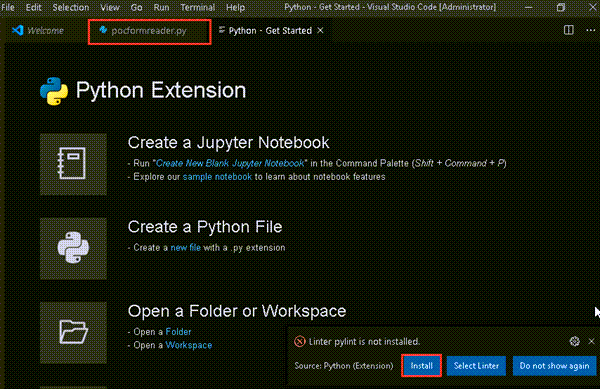 File Edit Selection View Go Run Terminal Help Python - Get Started - Visual Studio Code [Administrator]
Welcome pocformreader.py Python - Get Started
Python Extension
Create a Jupyter Notebook
- Run "Create New Blank Jupyter Notebook" in the Command Palette (Shift + Command + P)
- Explore our sample notebook to learn about notebook features
Create a Python File
- Create a new file with a .py extension
Open a Folder or Workspace
- Open a Folder
- Open a Workspace
Linter pylint is not installed.
Source: Python (Extension) Install Select Linter Do not show again